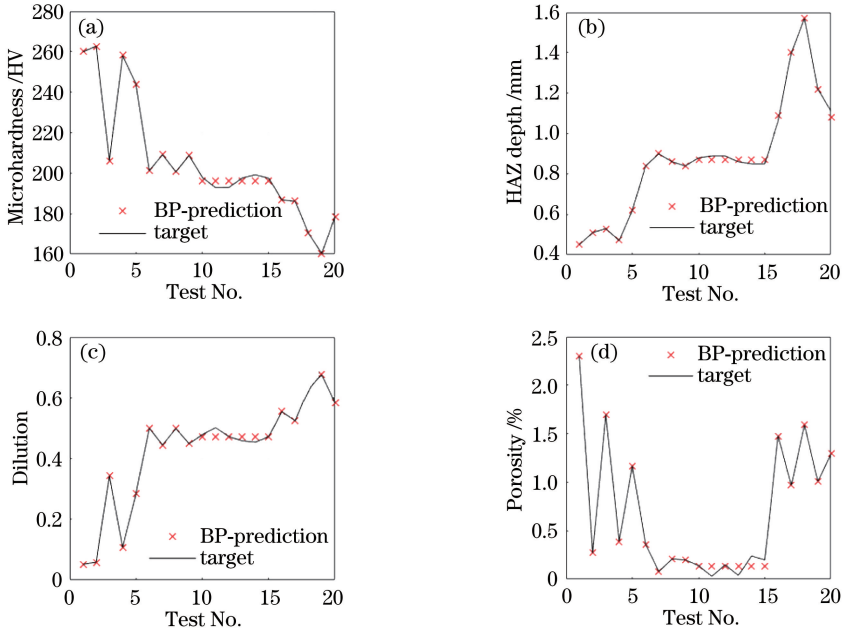 (a)
Microhardness /HV
280
260
240
220
200
180
160
BP-prediction
target
0 5 10 15 20
Test No.
(b)
HAZ depth /mm
1.6
1.4
1.2
1.0
0.8
0.6
0.4
BP-prediction
target
0 5 10 15 20
Test No.
(c)
Dilution
0.8
0.6
0.4
0.2
0
BP-prediction
target
0 5 10 15 20
Test No.
(d)
Porosity /%
2.5
2.0
1.5
1.0
0.5
0
BP-prediction
target
0 5 10 15 20
Test No.